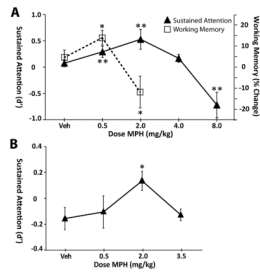 A
Sustained Attention
Working Memory
Sustained Attention (d')
Working Memory (% Change)
1.0
0.5
0
-0.5
-1.0
20
10
0
-10
-20
*
**
**
*
**
Veh
0.5
2.0
4.0
8.0
Dose MPH (mg/kg)
B
Sustained Attention (d')
0.4
0.2
0
-0.2
-0.4
*
Veh
0.5
2.0
3.5
Dose MPH (mg/kg)